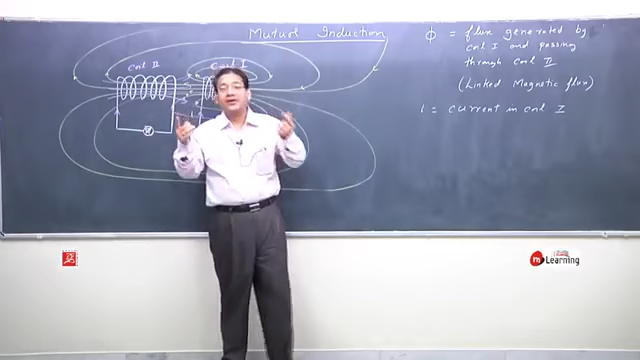 Mutual Induction
Coil II
Coil I
G
i
φ = flux generated by
coil I and passing
through coil II
(Linked Magnetic flux)
i = current in coil I
m Learning